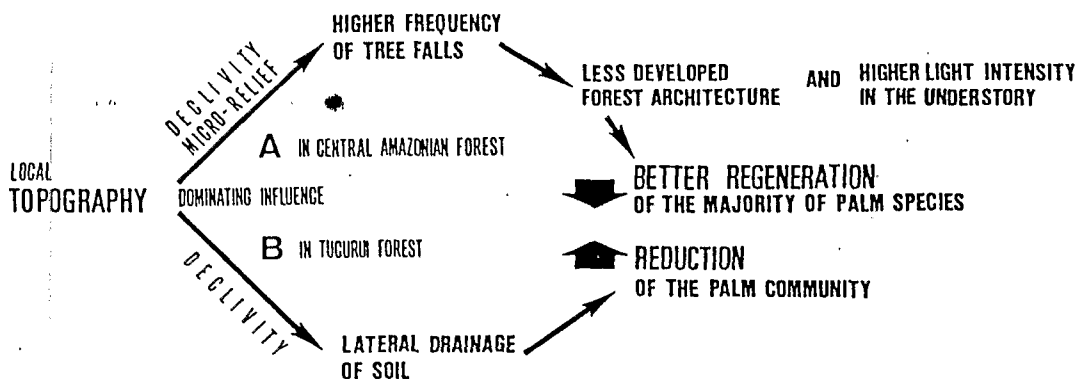 HIGHER FREQUENCY
OF TREE FALLS
DECLIVITY
MICRO-RELIEF
LESS DEVELOPED
FOREST ARCHITECTURE
AND
HIGHER LIGHT INTENSITY
IN THE UNDERSTORY
A IN CENTRAL AMAZONIAN FOREST
LOCAL
TOPOGRAPHY
DOMINATING INFLUENCE
BETTER REGENERATION
OF THE MAJORITY OF PALM SPECIES
B IN TUCURUI FOREST
DECLIVITY
REDUCTION
OF THE PALM COMMUNITY
LATERAL DRAINAGE
OF SOIL